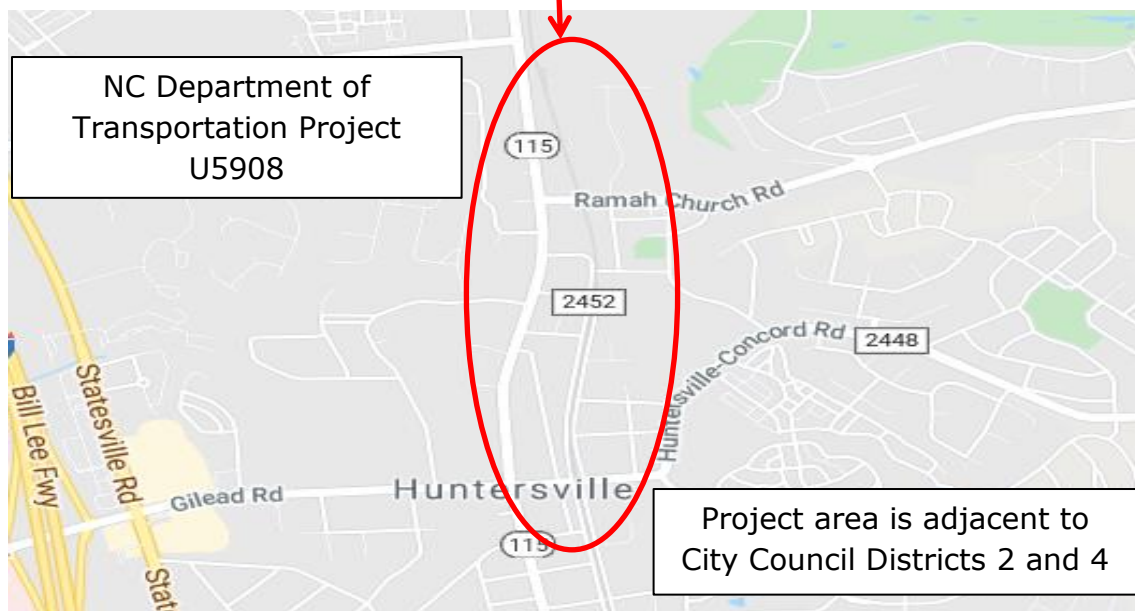 NC Department of
Transportation Project
U5908
115
Ramah Church Rd
2452
2448
Huntersville-Concord Rd
Statesville Rd
Bill Lee Fwy
Gilead Rd
Huntersville
115
Project area is adjacent to
City Council Districts 2 and 4